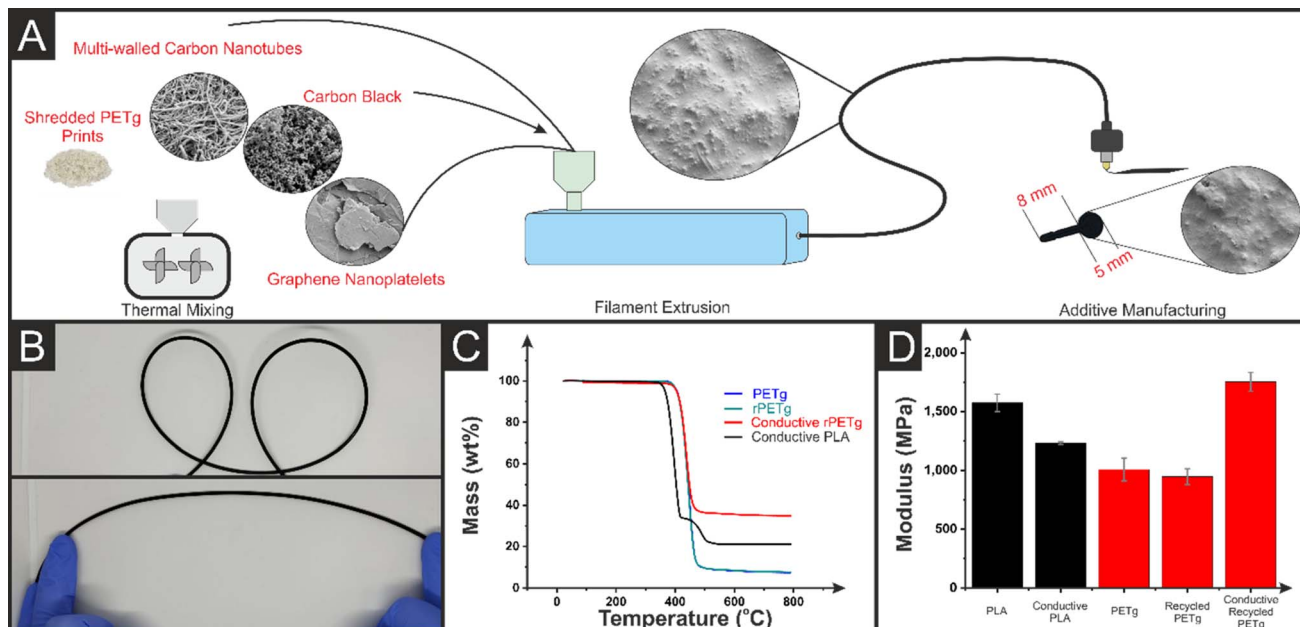 A
Multi-walled Carbon Nanotubes
Carbon Black
Shredded PETg
Prints
Graphene Nanoplatelets
8 mm
5 mm
Thermal Mixing
Filament Extrusion
Additive Manufacturing
B
C
Mass (wt%)
100
80
60
40
20
0
0
200
400
600
800
Temperature (°C)
PETg
rPETg
Conductive rPETg
Conductive PLA
D
Modulus (MPa)
2,000
1,500
1,000
500
0
PLA
Conductive
PLA
PETg
Recycled
PETg
Conductive
Recycled
PETg